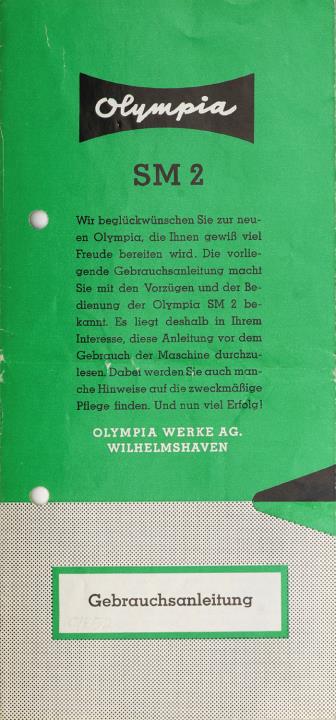 Olympia
SM 2
Wir beglückwünschen Sie zur neu-
en Olympia, die Ihnen gewiß viel
Freude bereiten wird. Die vorlie-
gende Gebrauchsanleitung macht
Sie mit den Vorzügen und der Be-
dienung der Olympia SM 2 be-
kannt. Es liegt deshalb in Ihrem
Interesse, diese Anleitung vor dem
Gebrauch der Maschine durchzu-
lesen. Dabei werden Sie auch man-
che Hinweise auf die zweckmäßige
Pflege finden. Und nun viel Erfolg!
OLYMPIA WERKE AG.
WILHELMSHAVEN
Gebrauchsanleitung